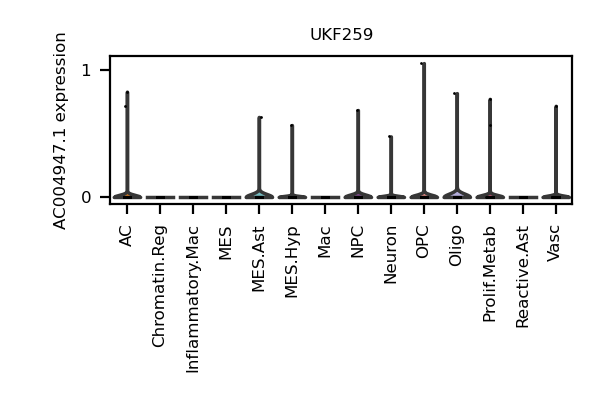 UKF259
AC004947.1 expression
1
0
AC
Chromatin.Reg
Inflammatory.Mac
MES
MES.Ast
MES.Hyp
Mac
NPC
Neuron
OPC
Oligo
Prolif.Metab
Reactive.Ast
Vasc